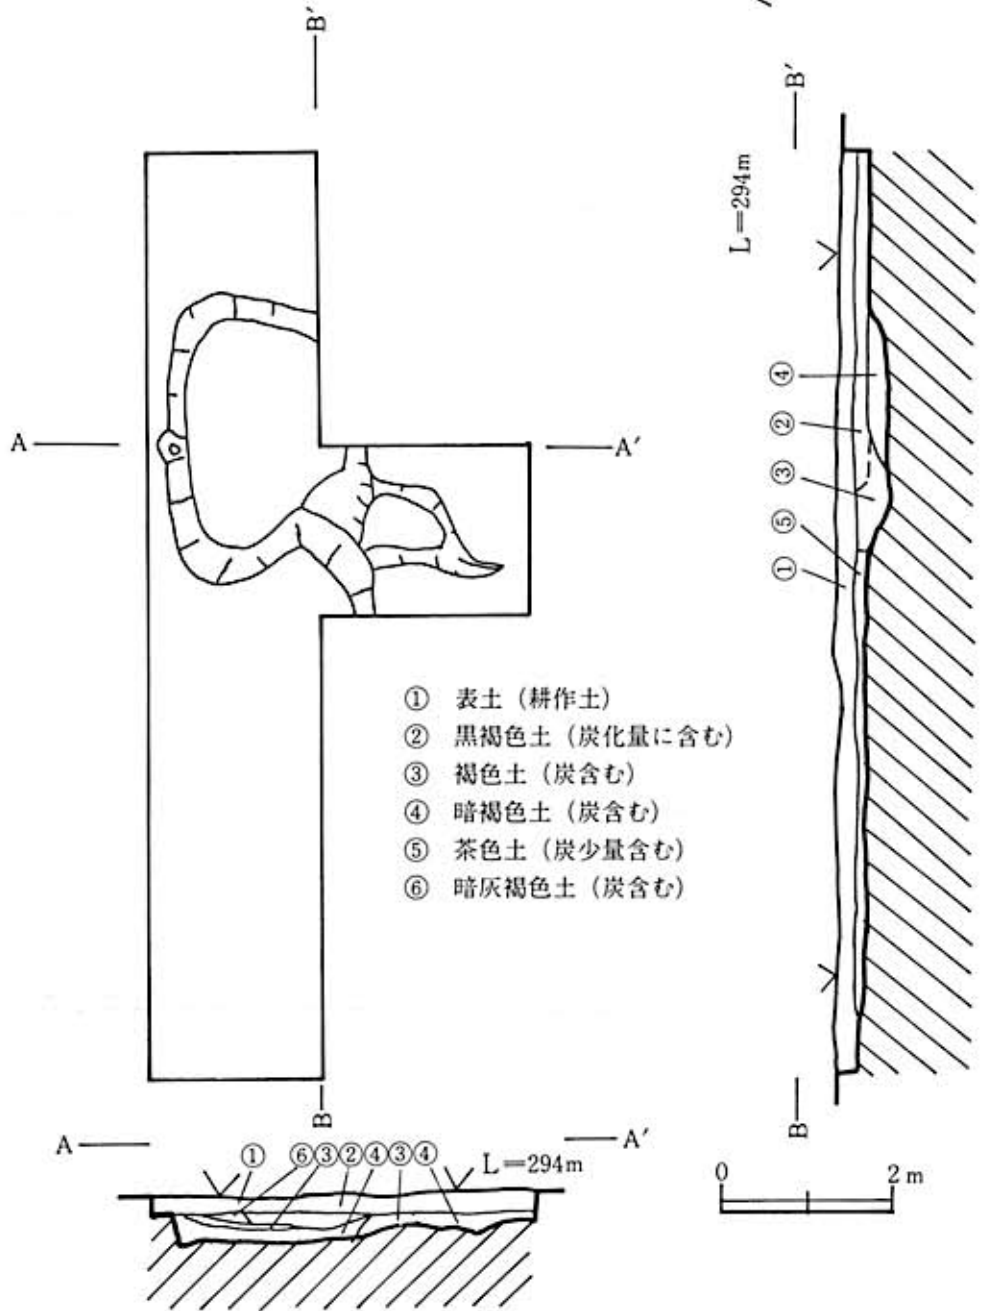 B′
B′
L=294m
A
A′
④
②
③
⑤
①
① 表土（耕作土）
② 黒褐色土（炭化量に含む）
③ 褐色土（炭含む）
④ 暗褐色土（炭含む）
⑤ 茶色土（炭少量含む）
⑥ 暗灰褐色土（炭含む）
B
B
A
A′
① ⑥③②④③④ L=294m
0 2m